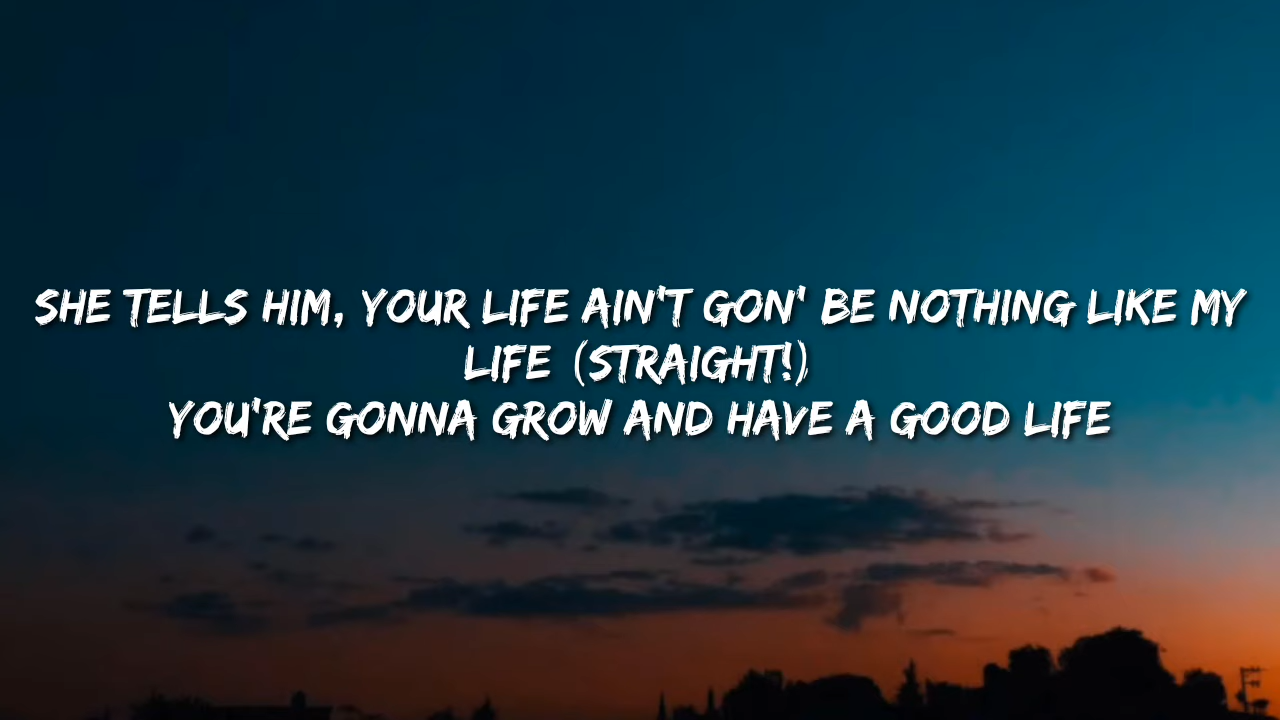 SHE TELLS HIM, YOUR LIFE AIN'T GON' BE NOTHING LIKE MY
LIFE (STRAIGHT!)
YOU'RE GONNA GROW AND HAVE A GOOD LIFE